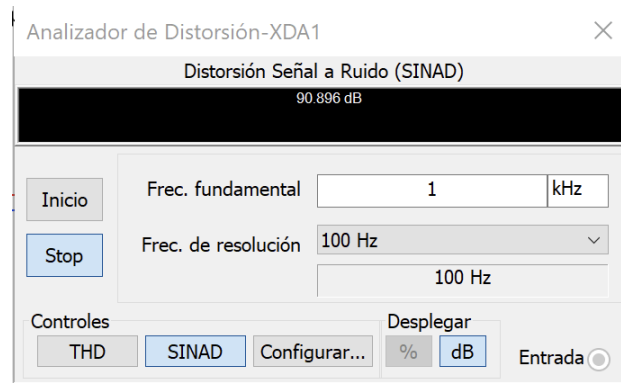 Analizador de Distorsión-XDA1
Distorsión Señal a Ruido (SINAD)
90.896 dB
Inicio
Frec. fundamental 1 kHz
Stop
Frec. de resolución 100 Hz
100 Hz
Controles
THD SINAD Configurar...
Desplegar
% dB
Entrada